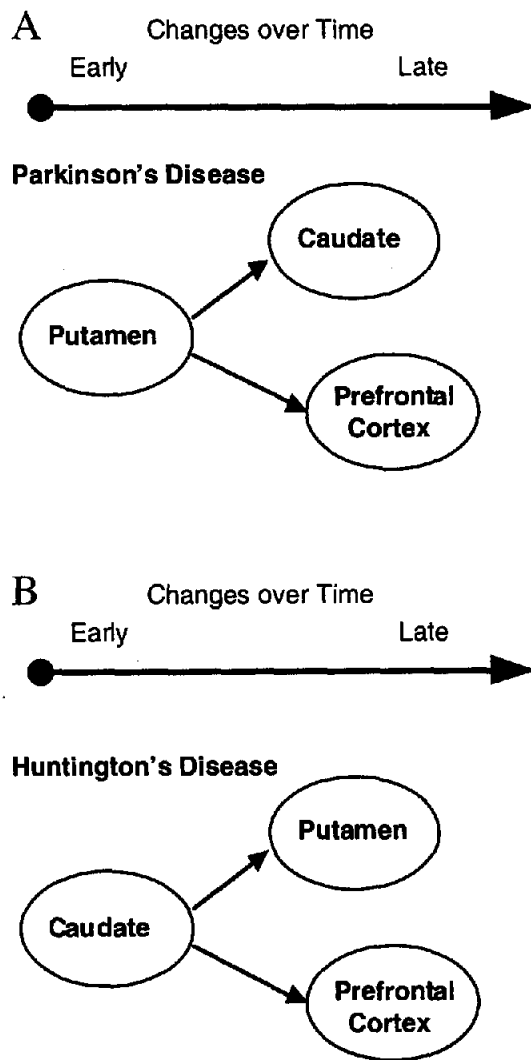 A
Changes over Time
Early Late
Parkinson's Disease
Caudate
Putamen
Prefrontal
Cortex
B
Changes over Time
Early Late
Huntington's Disease
Putamen
Caudate
Prefrontal
Cortex